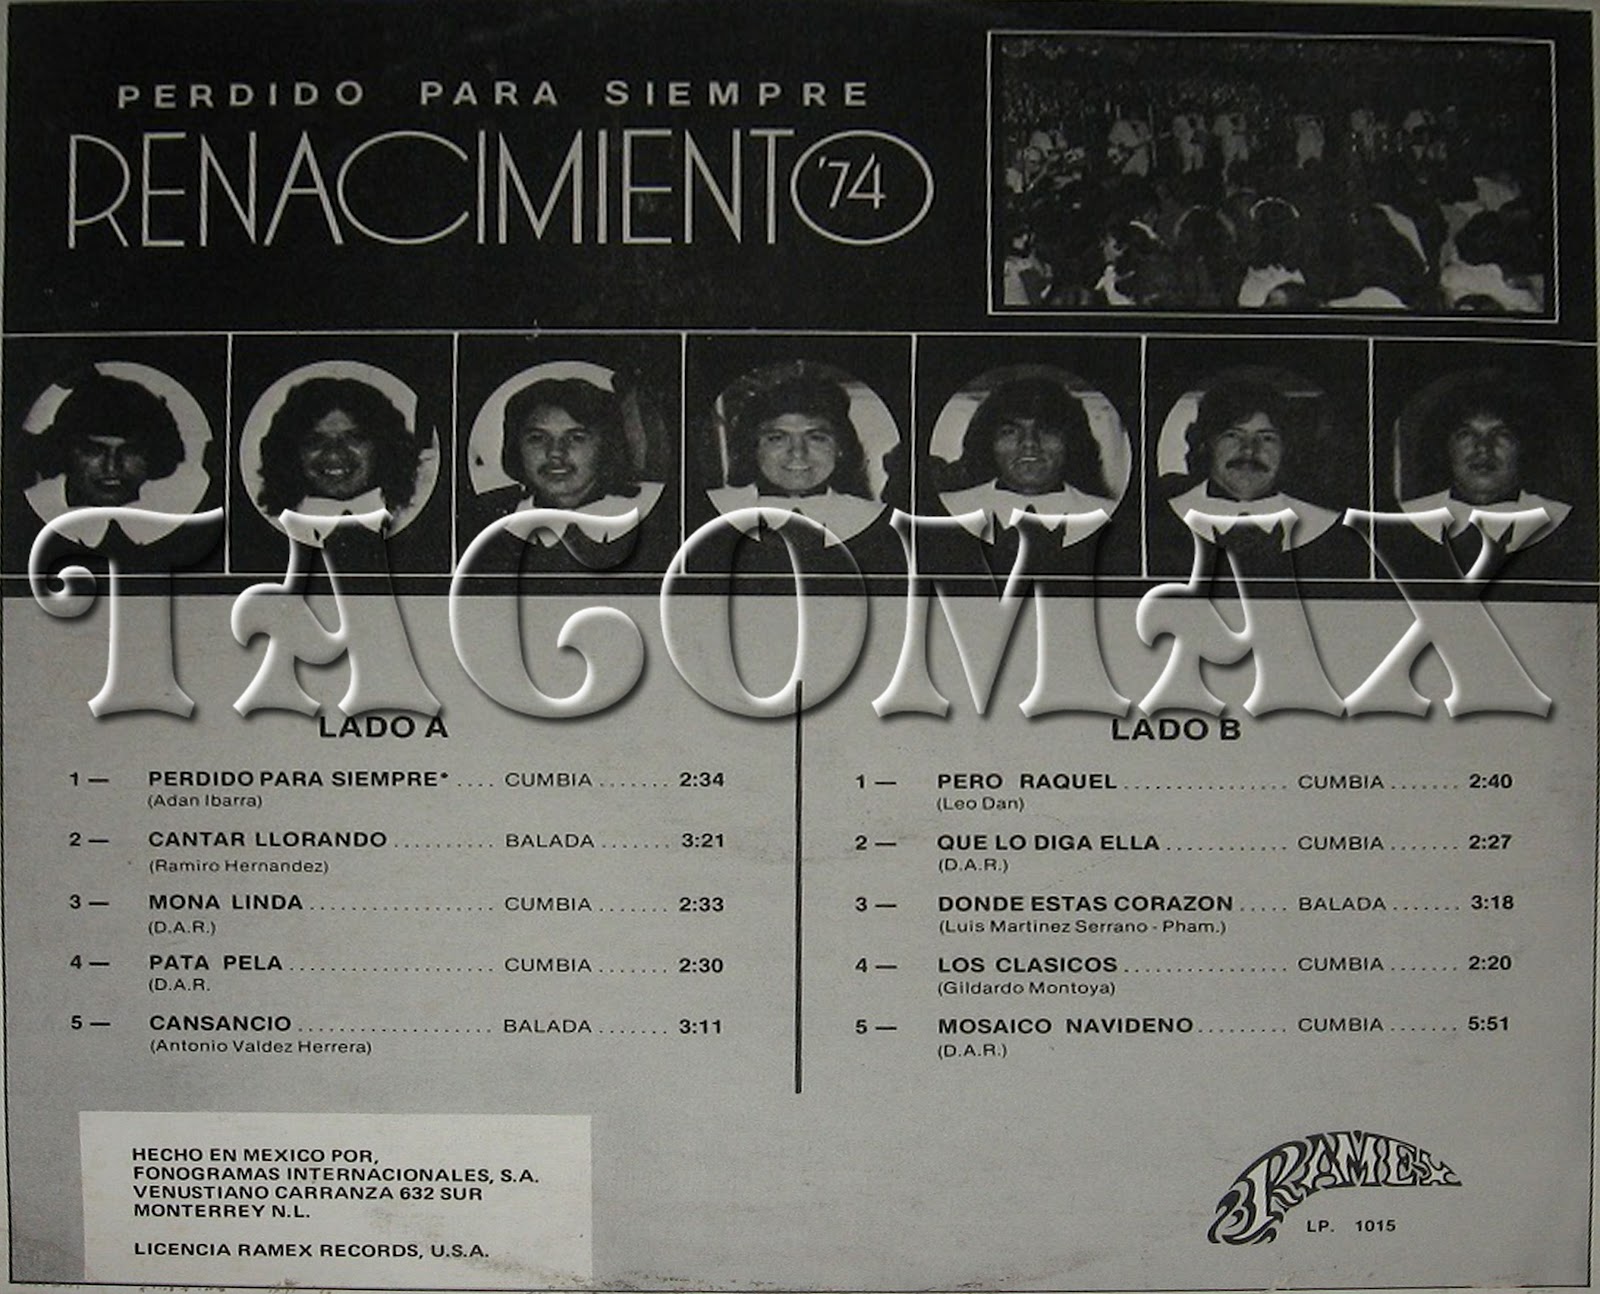 PERDIDO PARA SIEMPRE
RENACIMIENTO '74
TACOMAX
LADO A
1 — PERDIDO PARA SIEMPRE* .... CUMBIA ....... 2:34
(Adan Ibarra)
2 — CANTAR LLORANDO .......... BALADA ....... 3:21
(Ramiro Hernandez)
3 — MONA LINDA .................. CUMBIA ....... 2:33
(D.A.R.)
4 — PATA PELA .................... CUMBIA ....... 2:30
(D.A.R.
5 — CANSANCIO ................... BALADA ....... 3:11
(Antonio Valdez Herrera)
LADO B
1 — PERO RAQUEL ................ CUMBIA ....... 2:40
(Leo Dan)
2 — QUE LO DIGA ELLA ............ CUMBIA ....... 2:27
(D.A.R.)
3 — DONDE ESTAS CORAZON ..... BALADA ....... 3:18
(Luis Martinez Serrano - Pham.)
4 — LOS CLASICOS ................ CUMBIA ....... 2:20
(Gildardo Montoya)
5 — MOSAICO NAVIDENO ......... CUMBIA ....... 5:51
(D.A.R.)
HECHO EN MEXICO POR,
FONOGRAMAS INTERNACIONALES, S.A.
VENUSTIANO CARRANZA 632 SUR
MONTERREY N.L.
LICENCIA RAMEX RECORDS, U.S.A.
RAMEX
LP. 1015